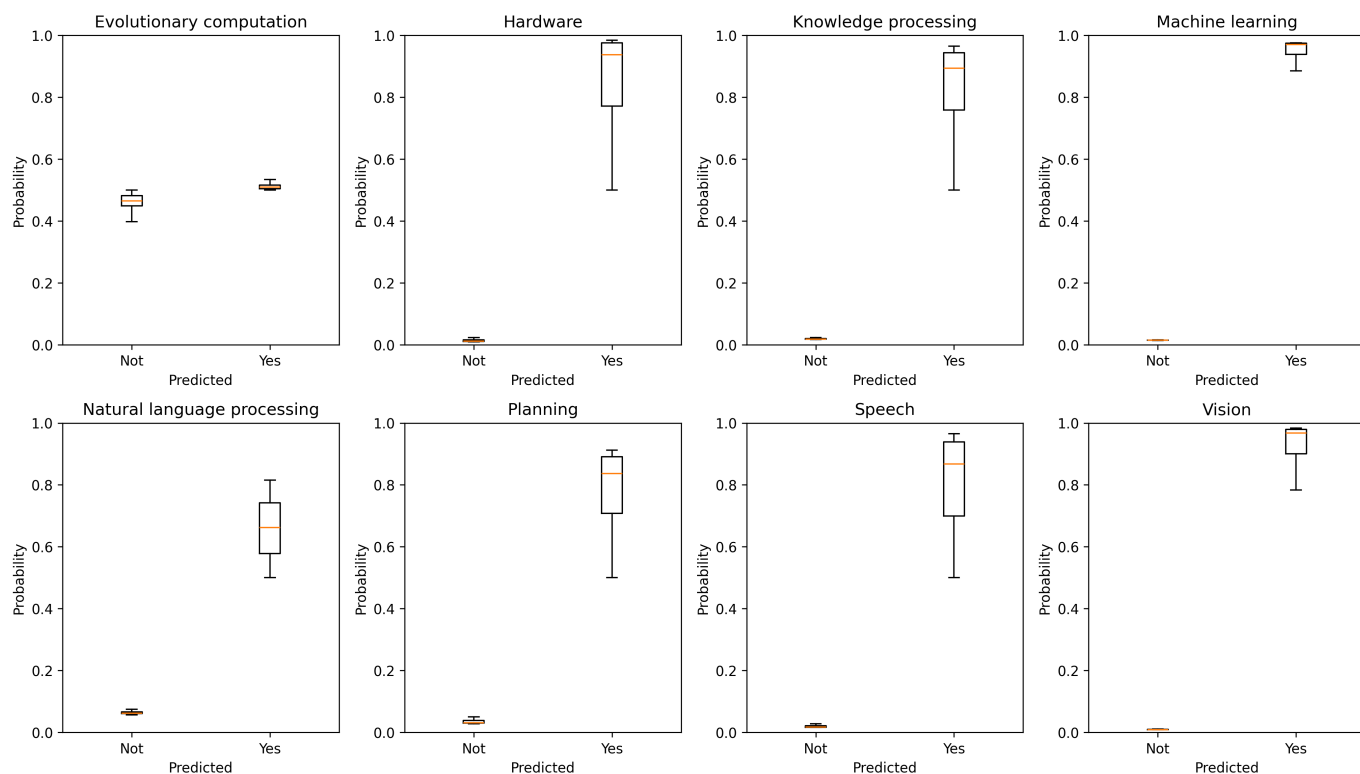 Evolutionary computation
Hardware
Knowledge processing
Machine learning
1.0
0.8
0.6
0.4
0.2
0.0
Probability
Not
Yes
Predicted
1.0
0.8
0.6
0.4
0.2
0.0
Probability
Not
Yes
Predicted
1.0
0.8
0.6
0.4
0.2
0.0
Probability
Not
Yes
Predicted
1.0
0.8
0.6
0.4
0.2
0.0
Probability
Not
Yes
Predicted
Natural language processing
Planning
Speech
Vision
1.0
0.8
0.6
0.4
0.2
0.0
Probability
Not
Yes
Predicted
1.0
0.8
0.6
0.4
0.2
0.0
Probability
Not
Yes
Predicted
1.0
0.8
0.6
0.4
0.2
0.0
Probability
Not
Yes
Predicted
1.0
0.8
0.6
0.4
0.2
0.0
Probability
Not
Yes
Predicted